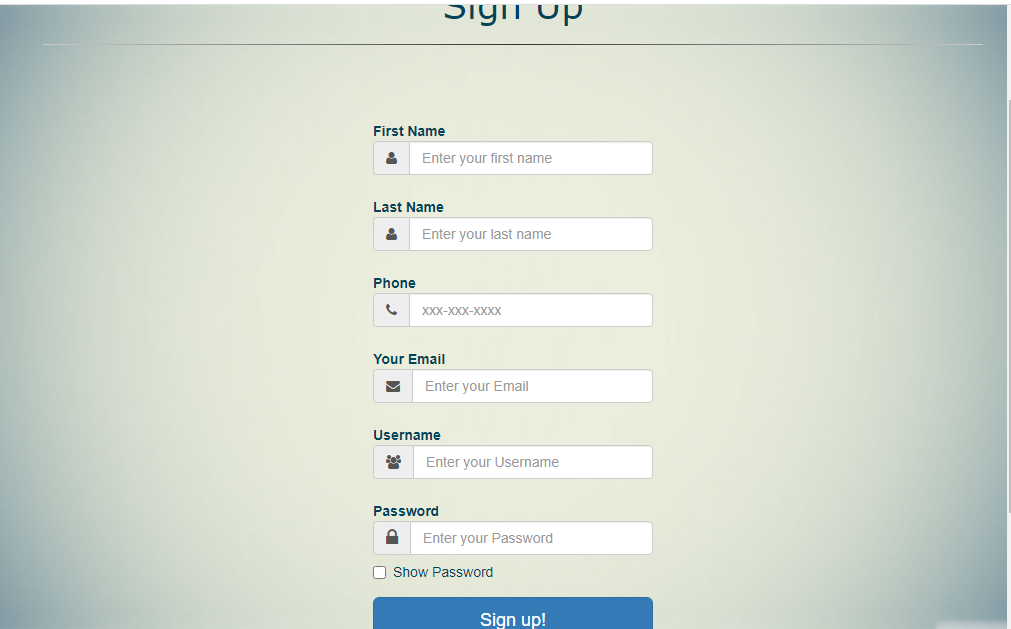 Sign Up
First Name
Enter your first name
Last Name
Enter your last name
Phone
xxx-xxx-xxxx
Your Email
Enter your Email
Username
Enter your Username
Password
Enter your Password
Show Password
Sign up!